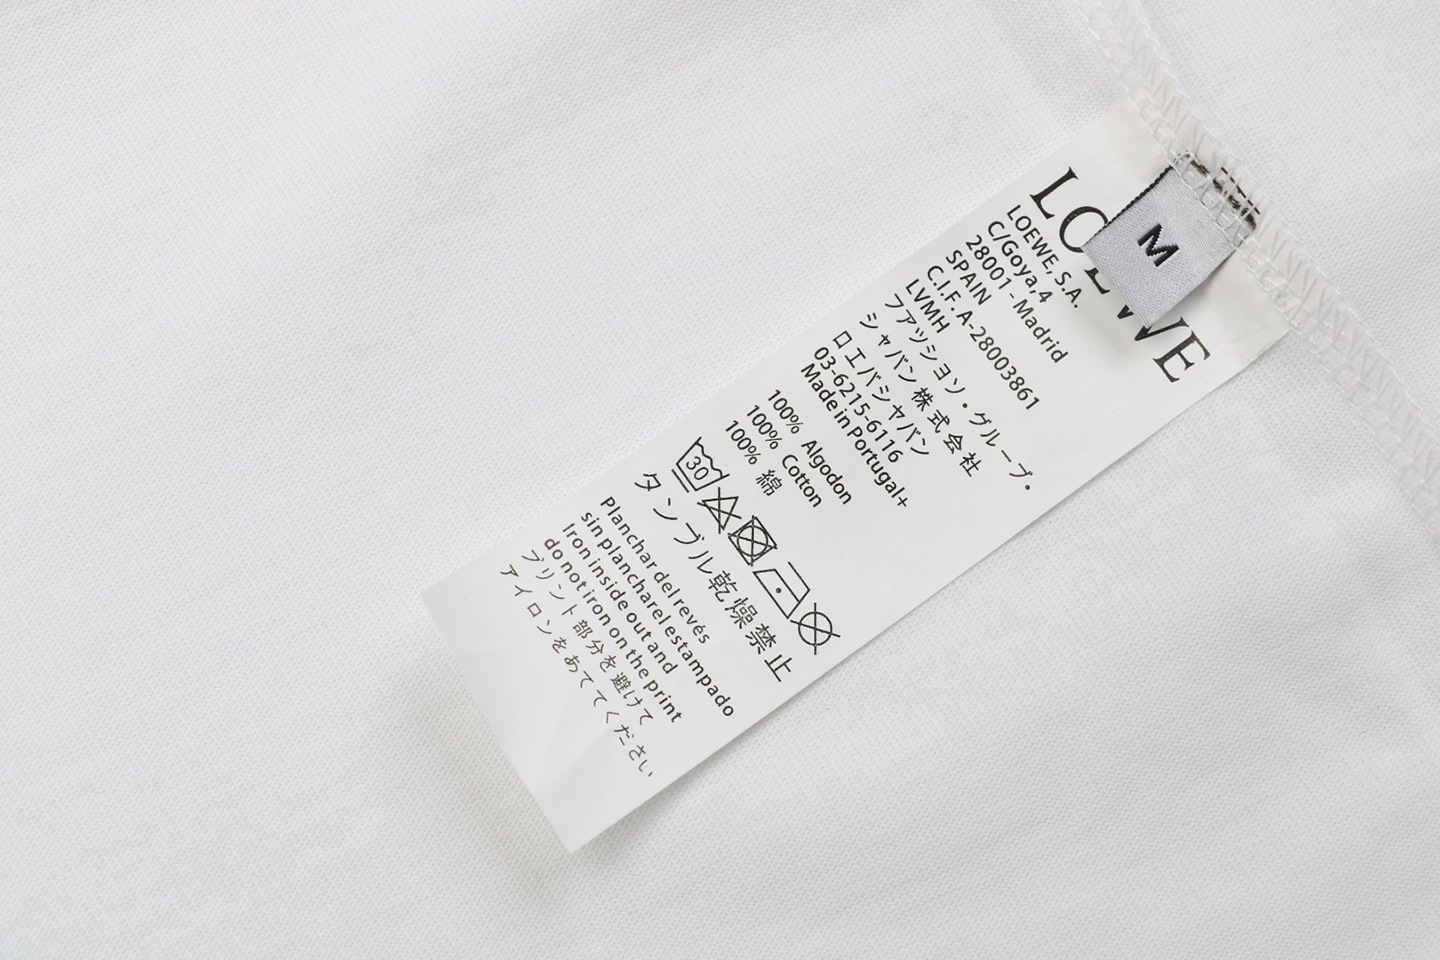 LOEWE
M
LOEWE, S.A.
C/Goya,4
28001 - Madrid
SPAIN
C.I.F. A-28003861
LVMH
ファッション・グループ・
シャパン株式会社
ロエバシャパン
03-6215-6116
Made in Portugal+
100% Algodon
100% Cotton
100% 綿
30
タンブル乾燥禁止
Planchar del revés
sin planchar el estampado
Iron inside out and
do not iron on the print
プリント部分を避けて
アイロンをあててください